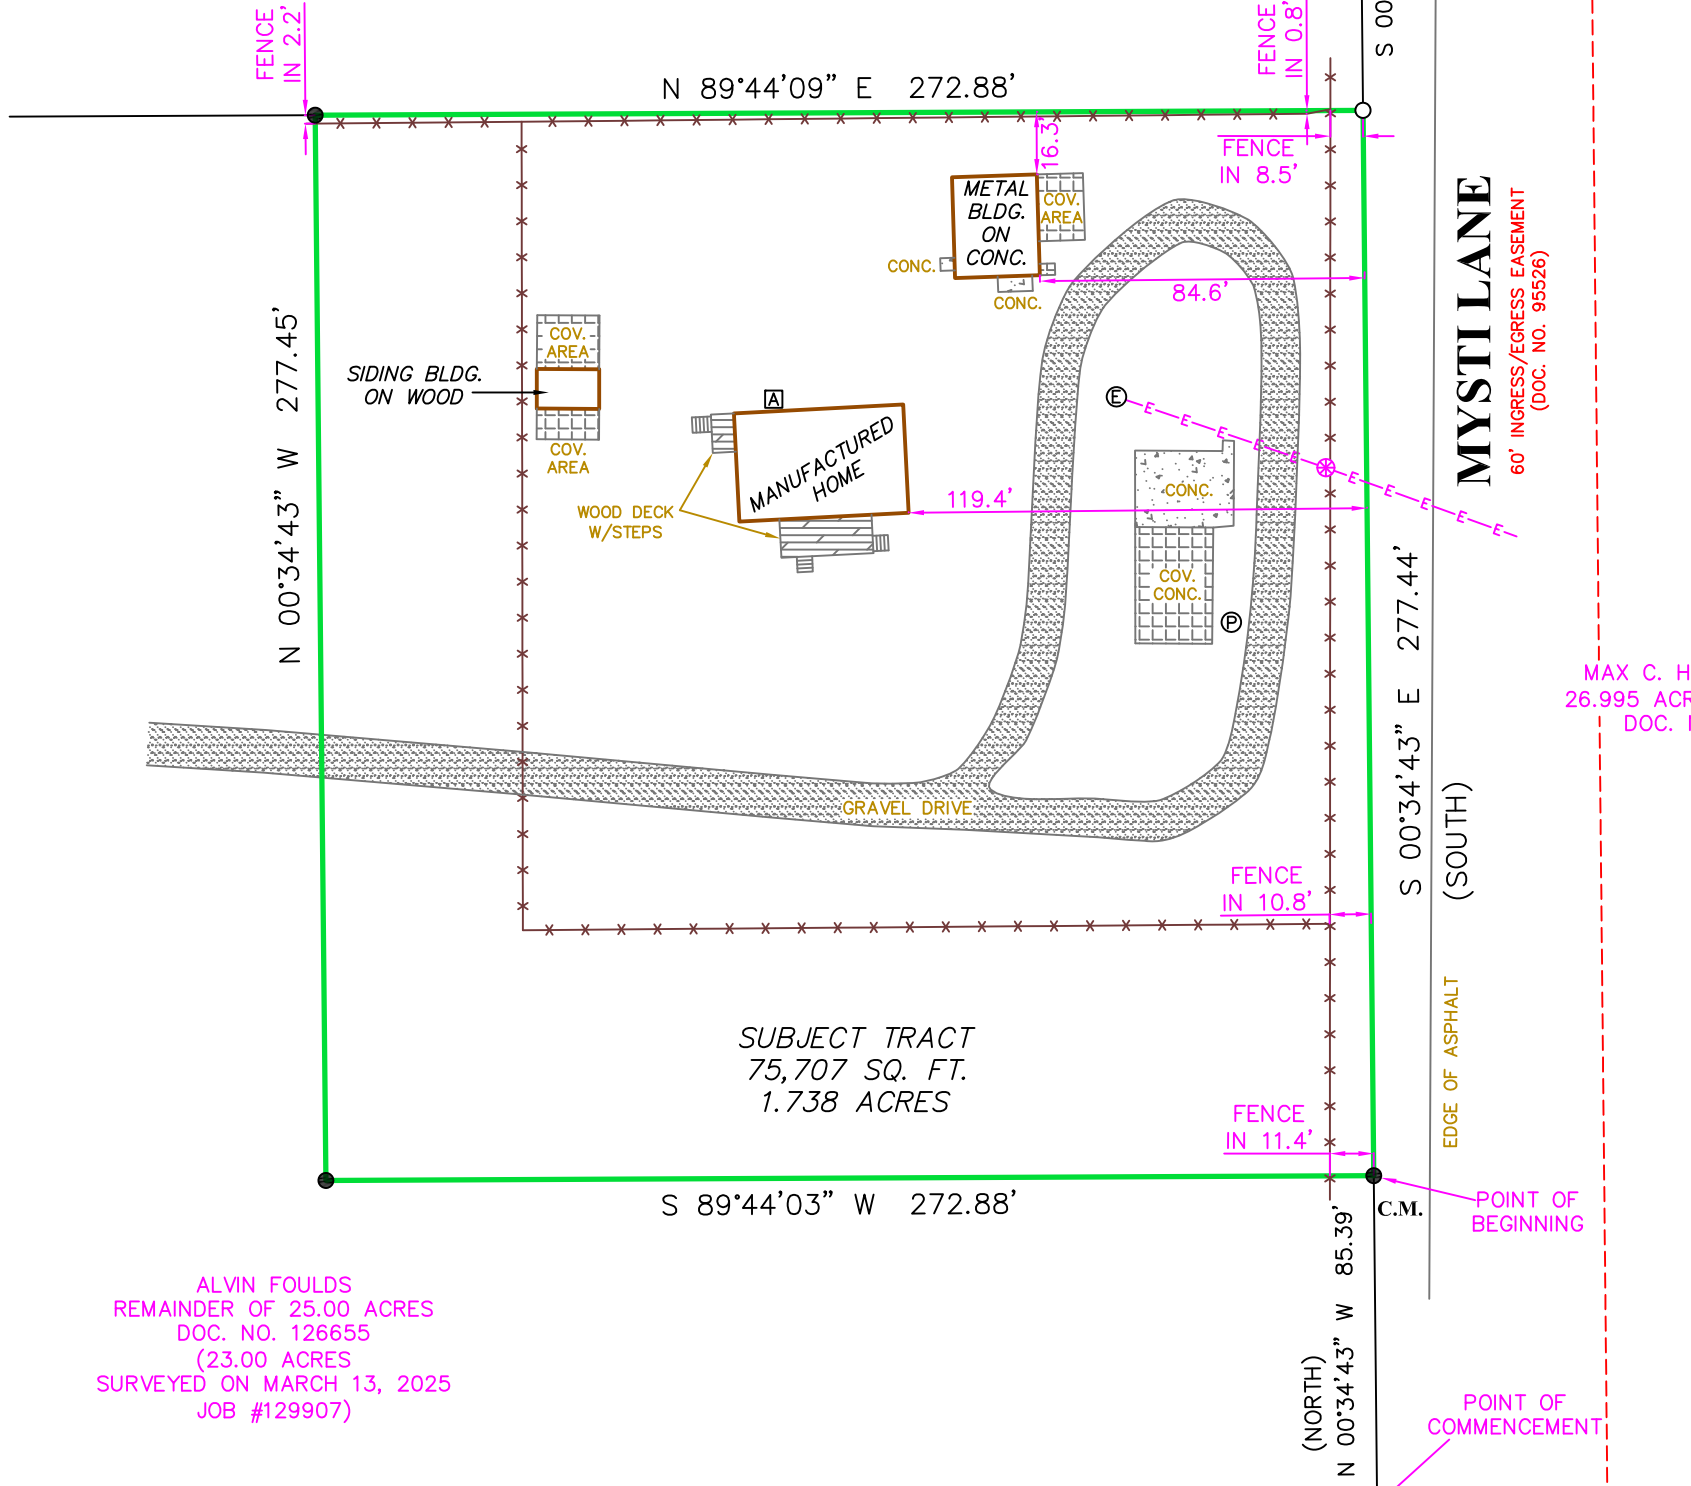 FENCE
IN 2.2'
FENCE
IN 0.8'
S 00
N 89°44'09" E 272.88'
16.3'
FENCE
IN 8.5'
METAL
BLDG.
ON
CONC.
COV.
AREA
CONC.
CONC.
84.6'
MYSTI LANE
60' INGRESS/EGRESS EASEMENT
(DOC. NO. 95526)
N 00°34'43" W 277.45'
COV.
AREA
SIDING BLDG.
ON WOOD
COV.
AREA
A
MANUFACTURED
HOME
WOOD DECK
W/STEPS
119.4'
E
E
E
E
E
E
E
E
E
E
CONC.
COV.
CONC.
P
S 00°34'43" E 277.44'
(SOUTH)
MAX C. H
26.995 ACR
DOC.
GRAVEL DRIVE
FENCE
IN 10.8'
EDGE OF ASPHALT
SUBJECT TRACT
75,707 SQ. FT.
1.738 ACRES
FENCE
IN 11.4'
S 89°44'03" W 272.88'
C.M.
POINT OF
BEGINNING
(NORTH)
N 00°34'43" W 85.39'
ALVIN FOULDS
REMAINDER OF 25.00 ACRES
DOC. NO. 126655
(23.00 ACRES
SURVEYED ON MARCH 13, 2025
JOB #129907)
POINT OF
COMMENCEMENT